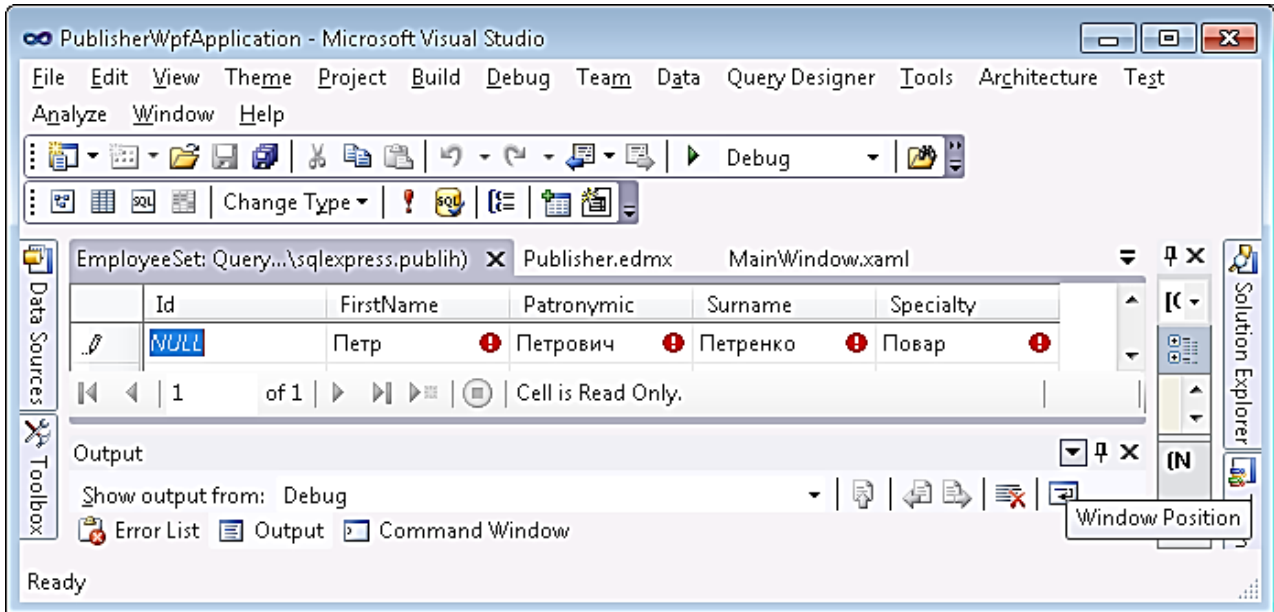 PublisherWpfApplication - Microsoft Visual Studio
File Edit View Theme Project Build Debug Team Data Query Designer Tools Architecture Test
Analyze Window Help
Debug
SQL Change Type SQL
EmployeeSet: Query...\sqlexpress.publih) Publisher.edmx MainWindow.xaml
Data Sources
Id FirstName Patronymic Surname Specialty
NULL Петр Петрович Петренко Повар
1 of 1 Cell is Read Only.
Solution Explorer
Toolbox
Output
Show output from: Debug
(N
Window Position
Error List Output Command Window
Ready